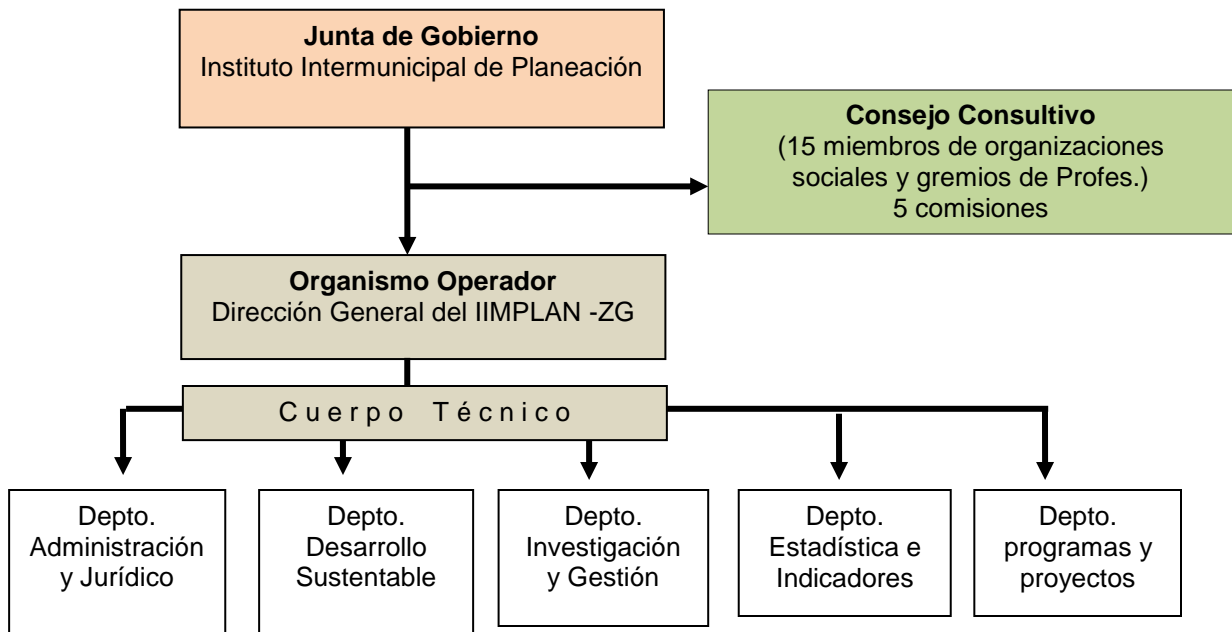 Junta de Gobierno
Instituto Intermunicipal de Planeación
Consejo Consultivo
(15 miembros de organizaciones
sociales y gremios de Profes.)
5 comisiones
Organismo Operador
Dirección General del IIMPLAN -ZG
Cuerpo Técnico
Depto.
Administración
y Jurídico
Depto.
Desarrollo
Sustentable
Depto.
Investigación
y Gestión
Depto.
Estadística e
Indicadores
Depto.
programas y
proyectos